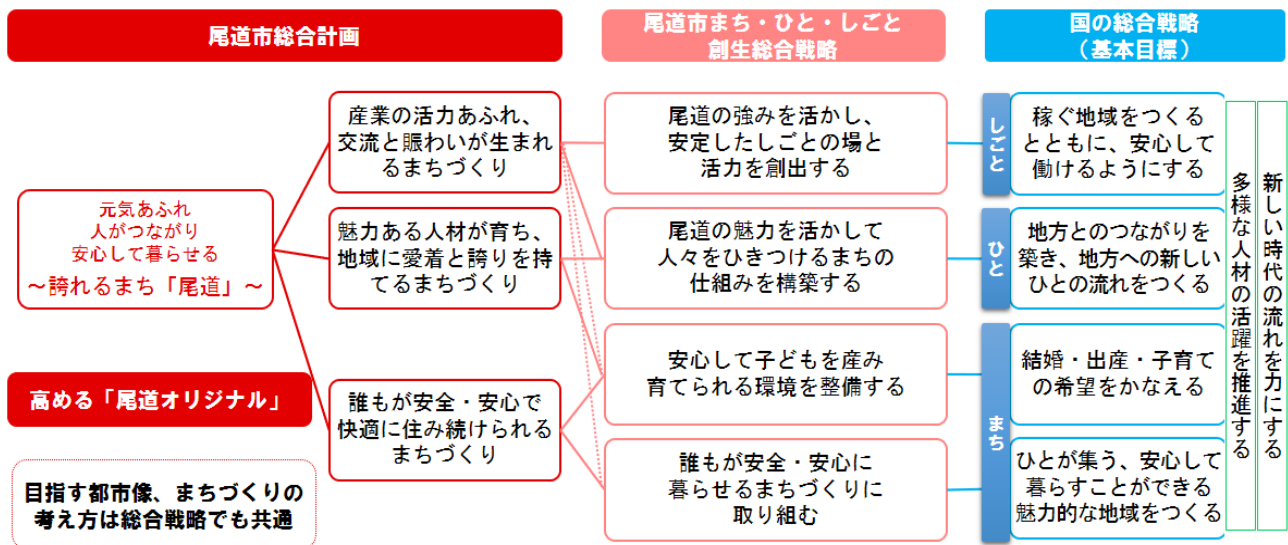 尾道市総合計画
尾道市まち・ひと・しごと
創生総合戦略
国の総合戦略
(基本目標)
元気あふれ
人がつながり
安心して暮らせる
～誇れるまち「尾道」～
高める「尾道オリジナル」
目指す都市像、まちづくりの
考え方は総合戦略でも共通
産業の活力あふれ、
交流と賑わいが生まれ
るまちづくり
魅力ある人材が育ち、
地域に愛着と誇りを持
てるまちづくり
誰もが安全・安心で
快適に住み続けられる
まちづくり
尾道の強みを活かし、
安定したしごとの場と
活力を創出する
尾道の魅力を活かして
人々をひきつけるまちの
仕組みを構築する
安心して子どもを産み
育てられる環境を整備する
誰もが安全・安心に
暮らせるまちづくりに
取り組む
しごと
稼ぐ地域をつくる
とともに、安心して
働けるようにする
ひと
地方とのつながりを
築き、地方への新しい
ひとの流れをつくる
まち
結婚・出産・子育て
の希望をかなえる
ひとが集う、安心して
暮らすことができる
魅力的な地域をつくる
新しい時代の流れを力にする
多様な人材の活躍を推進する